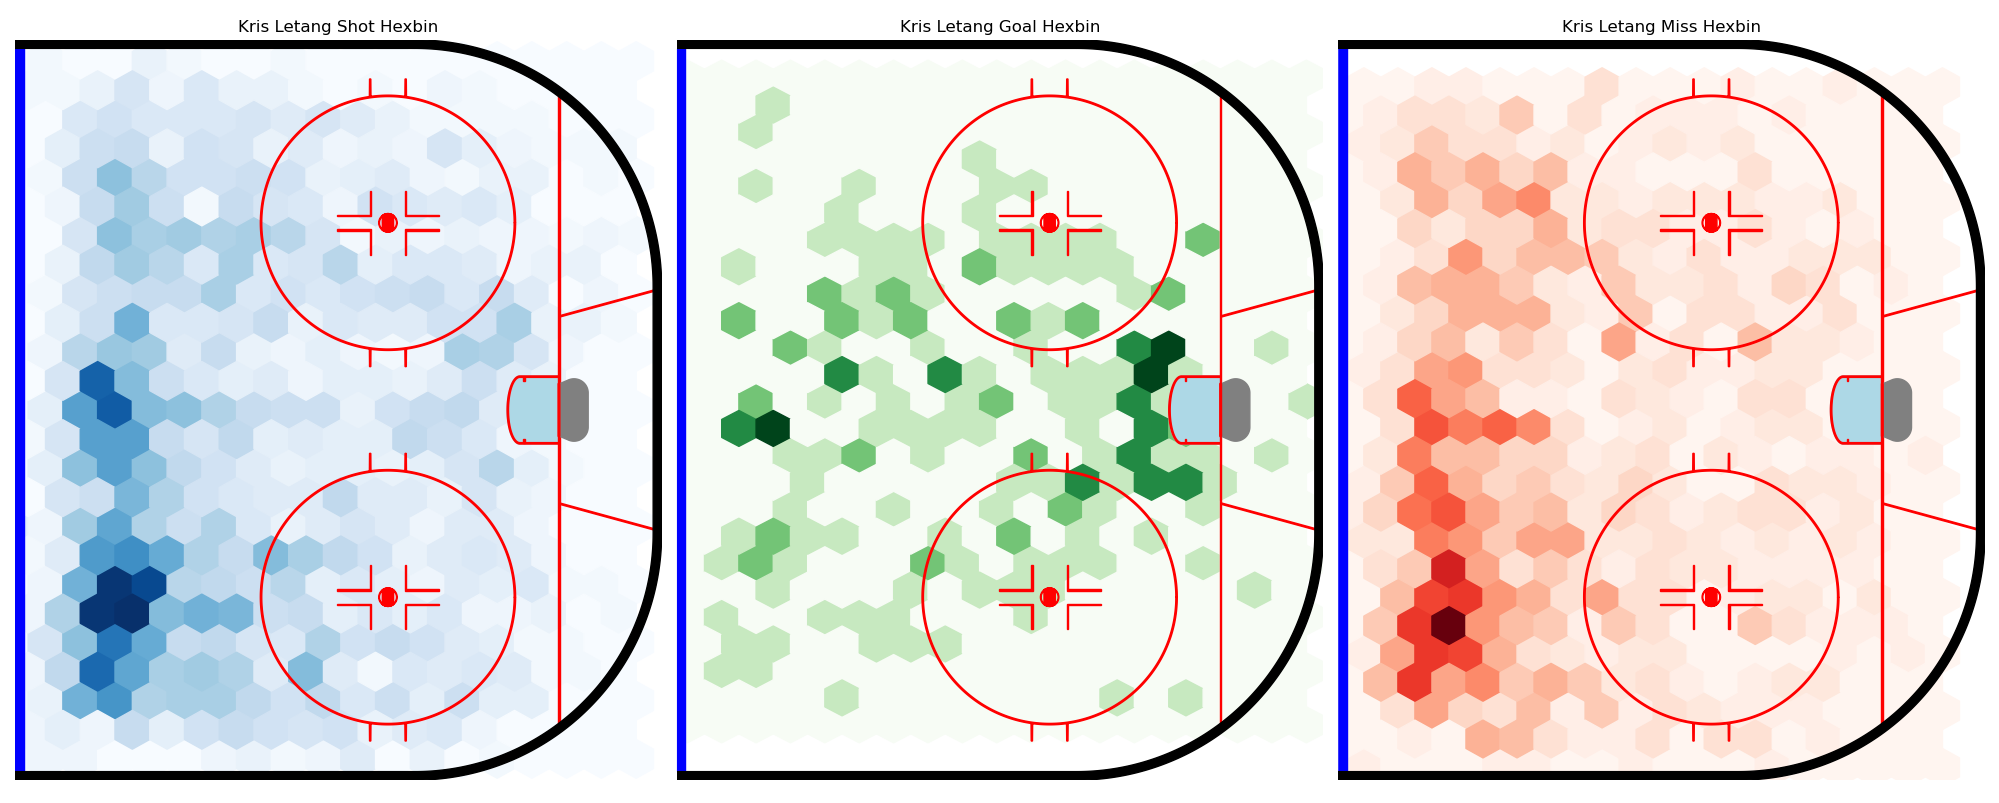 Kris Letang Shot Hexbin
Kris Letang Goal Hexbin
Kris Letang Miss Hexbin